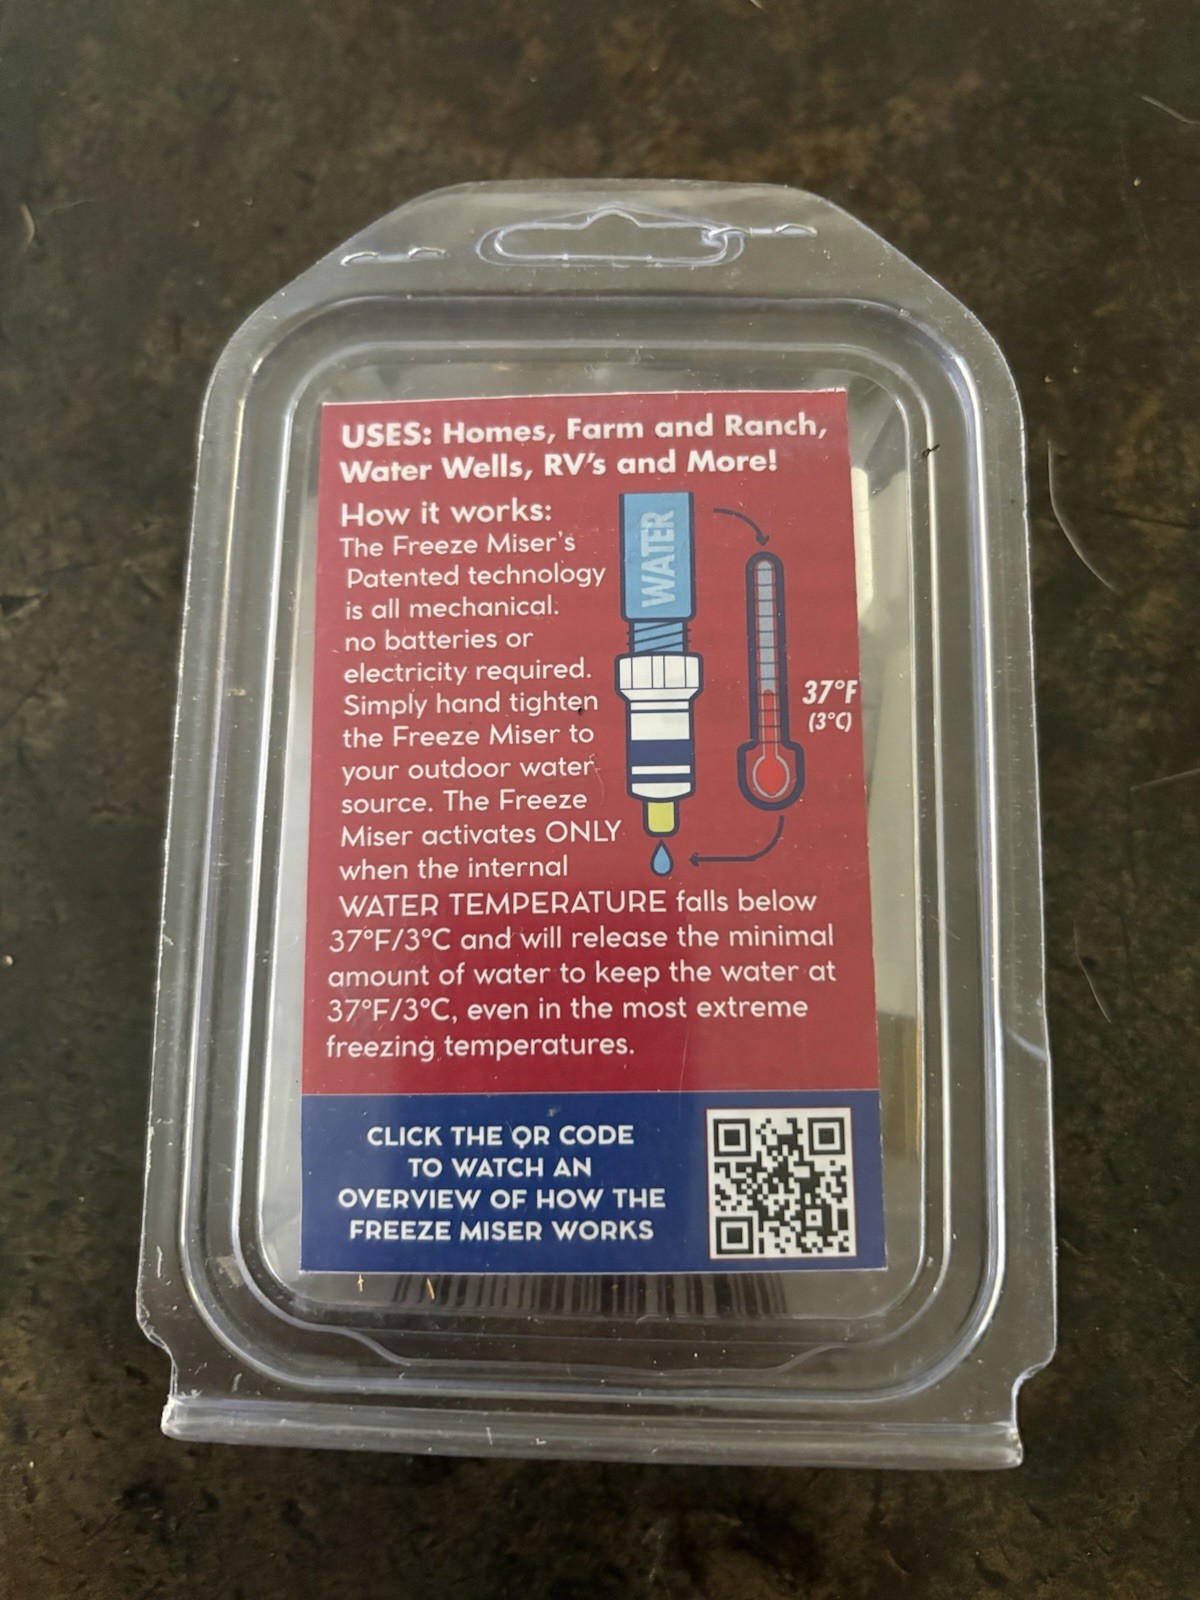 USES: Homes, Farm and Ranch,
Water Wells, RV's and More!
How it works:
The Freeze Miser's
Patented technology
is all mechanical.
no batteries or
electricity required.
Simply hand tighten
the Freeze Miser to
your outdoor water
source. The Freeze
Miser activates ONLY
when the internal
WATER TEMPERATURE falls below
37°F/3°C and will release the minimal
amount of water to keep the water at
37°F/3°C, even in the most extreme
freezing temperatures.
WATER
37°F
(3°C)
CLICK THE QR CODE
TO WATCH AN
OVERVIEW OF HOW THE
FREEZE MISER WORKS